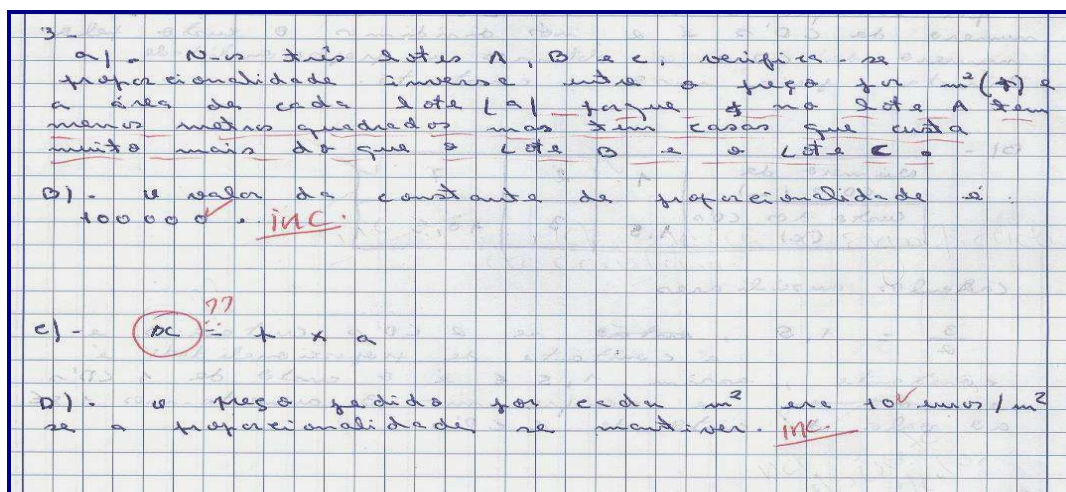 3-
a) - Nos três lotes A, B e C, verifica-se
proporcionalidade inversa entre o preço por m² (p) e
a área de cada lote (a) porque no lote A tem
menos metros quadrados mas tem casas que custa
muito mais do que o Lote B e o Lote C.
B) - o valor da constante de proporcionalidade é
100000. inc.
??
c) - = p x a
D) - o preço pedido por cada m² era 10 euros/m²
se a proporcionalidade se mantiver. inc.